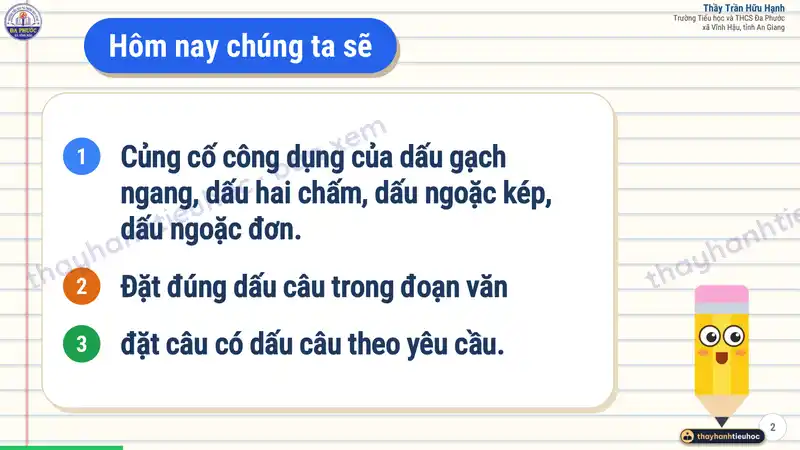 Thầy Trần Hữu Hạnh
Trường Tiểu học và THCS Đa Phước
xã Vĩnh Hậu, tỉnh An Giang
ĐA PHƯỚC
Hôm nay chúng ta sẽ
1 Củng cố công dụng của dấu gạch
ngang, dấu hai chấm, dấu ngoặc kép,
dấu ngoặc đơn.
2 Đặt đúng dấu câu trong đoạn văn
3 đặt câu có dấu câu theo yêu cầu.
thayhanhtieuhoc
2